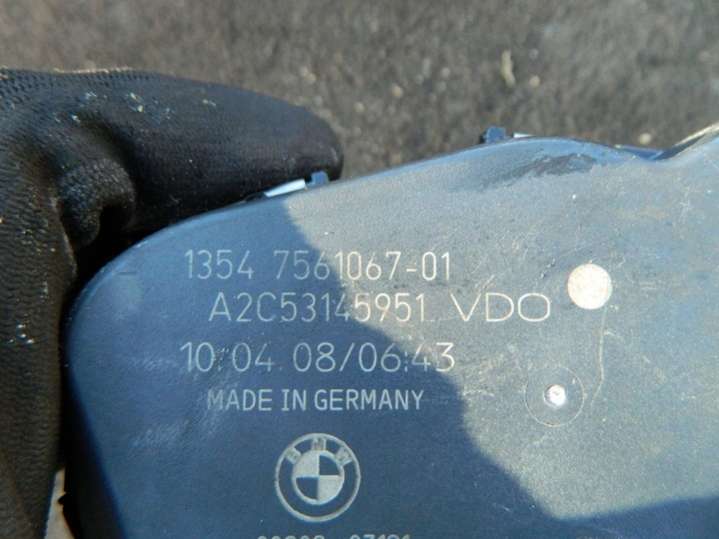 1354 7561067-01
A2C53145951 VDO
10.04.08/06:43
MADE IN GERMANY
BMW